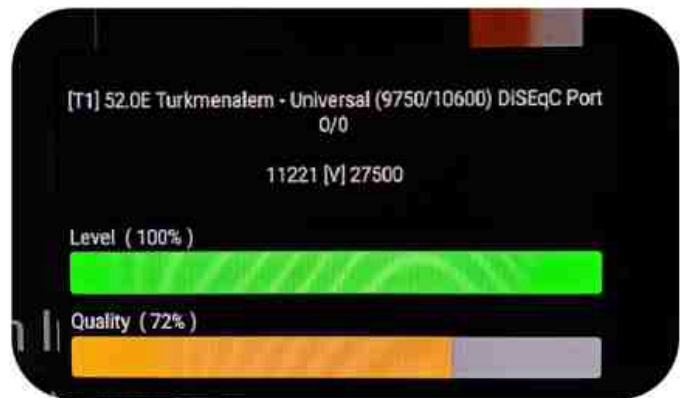 [T1] 52.0E Turkmenalem - Universal (9750/10600) DiSEqC Port
0/0
11221 [V] 27500
Level ( 100% )
Quality ( 72% )